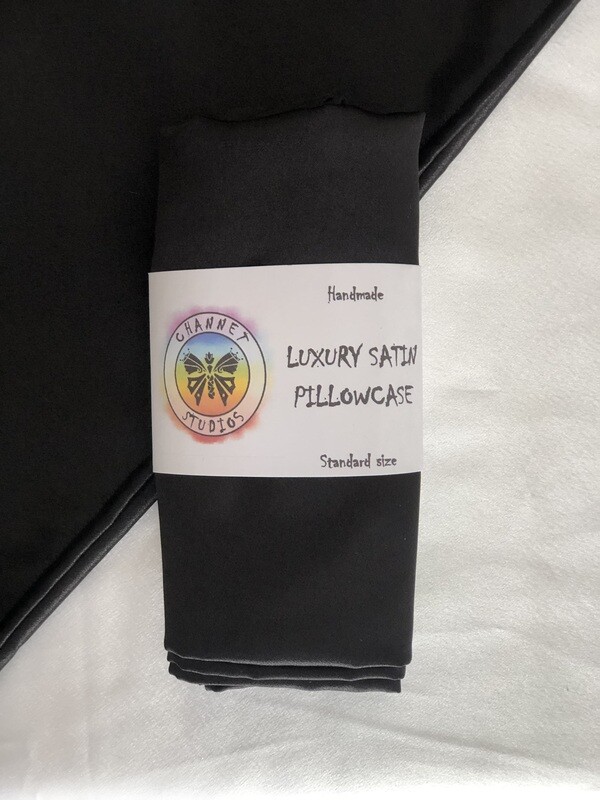 Handmade
CHANNET
STUDIOS
LUXURY SATIN
PILLOWCASE
Standard size